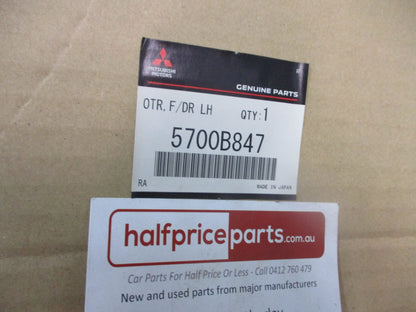 MITSUBISHI
MOTORS
GENUINE PARTS
OTR, F/DR LH
QTY:1
5700B847
RA
MADE IN JAPAN
halfpriceparts.com.au
Car Parts For Half Price Or Less - Call 0412 760 479
New and used parts from major manufacturers